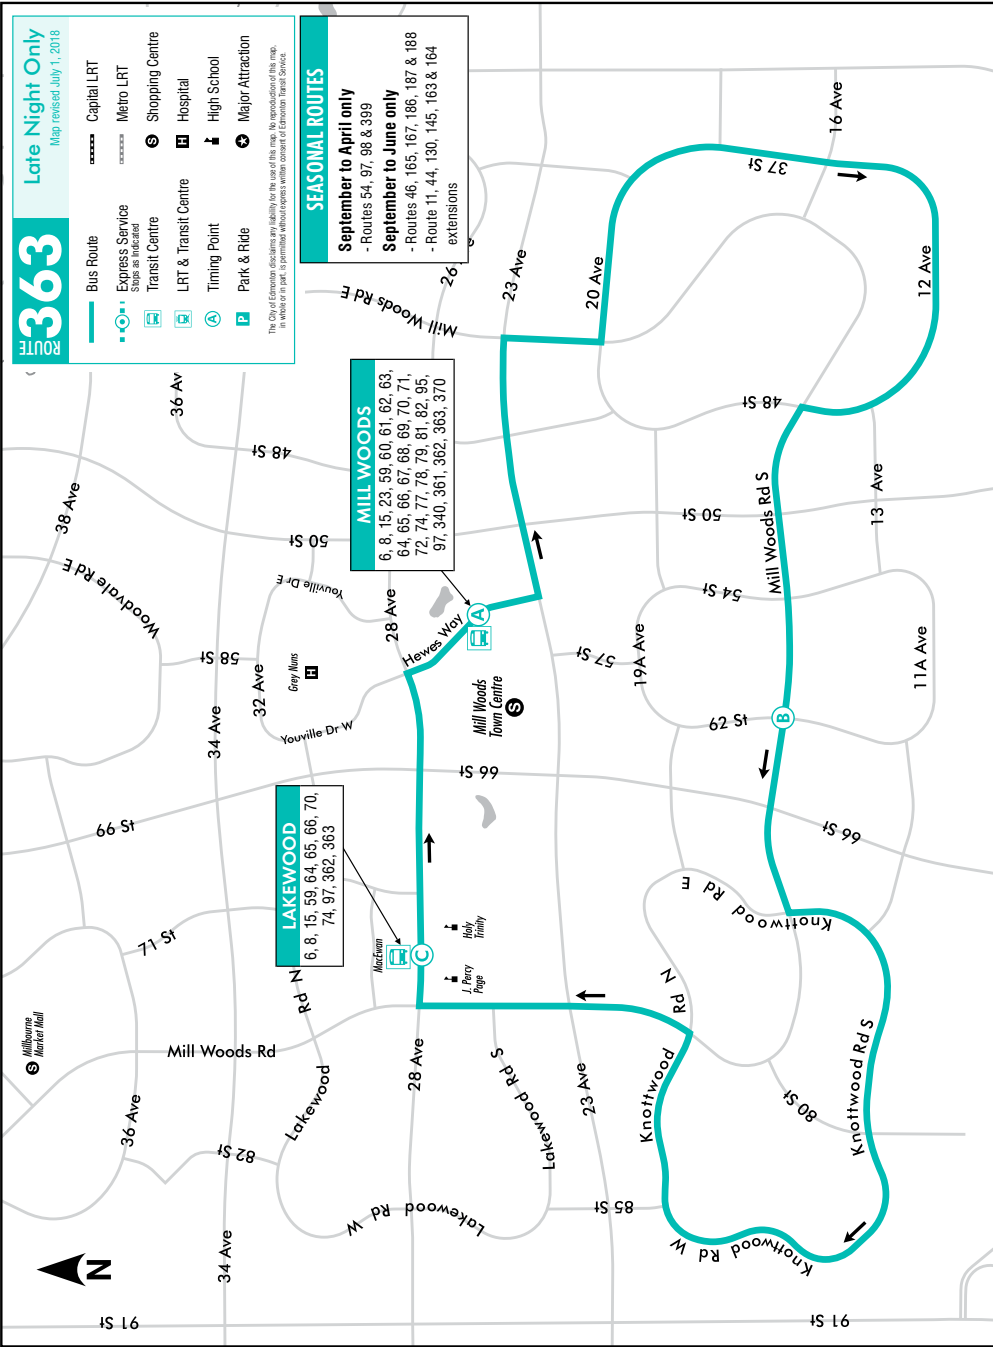 ROUTE 363
Late Night Only
Map revised July 1, 2018
Bus Route
Express Service
Stops as Indicated
Transit Centre
LRT & Transit Centre
A Timing Point
P Park & Ride
Capital LRT
Metro LRT
S Shopping Centre
H Hospital
High School
Major Attraction
The City of Edmonton disclaims any liability for the use of this map. No reproduction of this map,
in whole or in part, is permitted without express written consent of Edmonton Transit Service.
SEASONAL ROUTES
September to April only
- Routes 54, 97, 98 & 399
September to June only
- Routes 46, 165, 167, 186, 187 & 188
- Route 11, 44, 130, 145, 163 & 164
extensions
MILL WOODS
6, 8, 15, 23, 59, 60, 61, 62, 63,
64, 65, 66, 67, 68, 69, 70, 71,
72, 74, 77, 78, 79, 81, 82, 95,
97, 340, 361, 362, 363, 370
LAKEWOOD
6, 8, 15, 59, 64, 65, 66, 70,
74, 97, 362, 363
N
91 St
34 Ave
36 Ave
82 St
S
Millbourne
Market Mall
Mill Woods Rd
71 St
Lakewood
Rd N
Lakewood Rd W
Lakewood Rd S
28 Ave
23 Ave
85 St
MacEwan
C
J. Percy
Page
Holy
Trinity
99 St
66 St
38 Ave
Woodvale Rd E
58 St
34 Ave
32 Ave
Grey Nuns
H
Youville Dr W
Youville Dr E
50 St
48 St
36 Av
28 Ave
Hewes Way
A
Mill Woods
Town Centre
S
Mill Woods Rd E
26
23 Ave
20 Ave
37 St
16 Ave
12 Ave
48 St
13 Ave
50 St
Mill Woods Rd S
54 St
57 St
19A Ave
11A Ave
62 St
B
66 St
Knottwood Rd E
Knottwood
Rd N
80 St
Knottwood Rd S
Knottwood Rd W
91 St